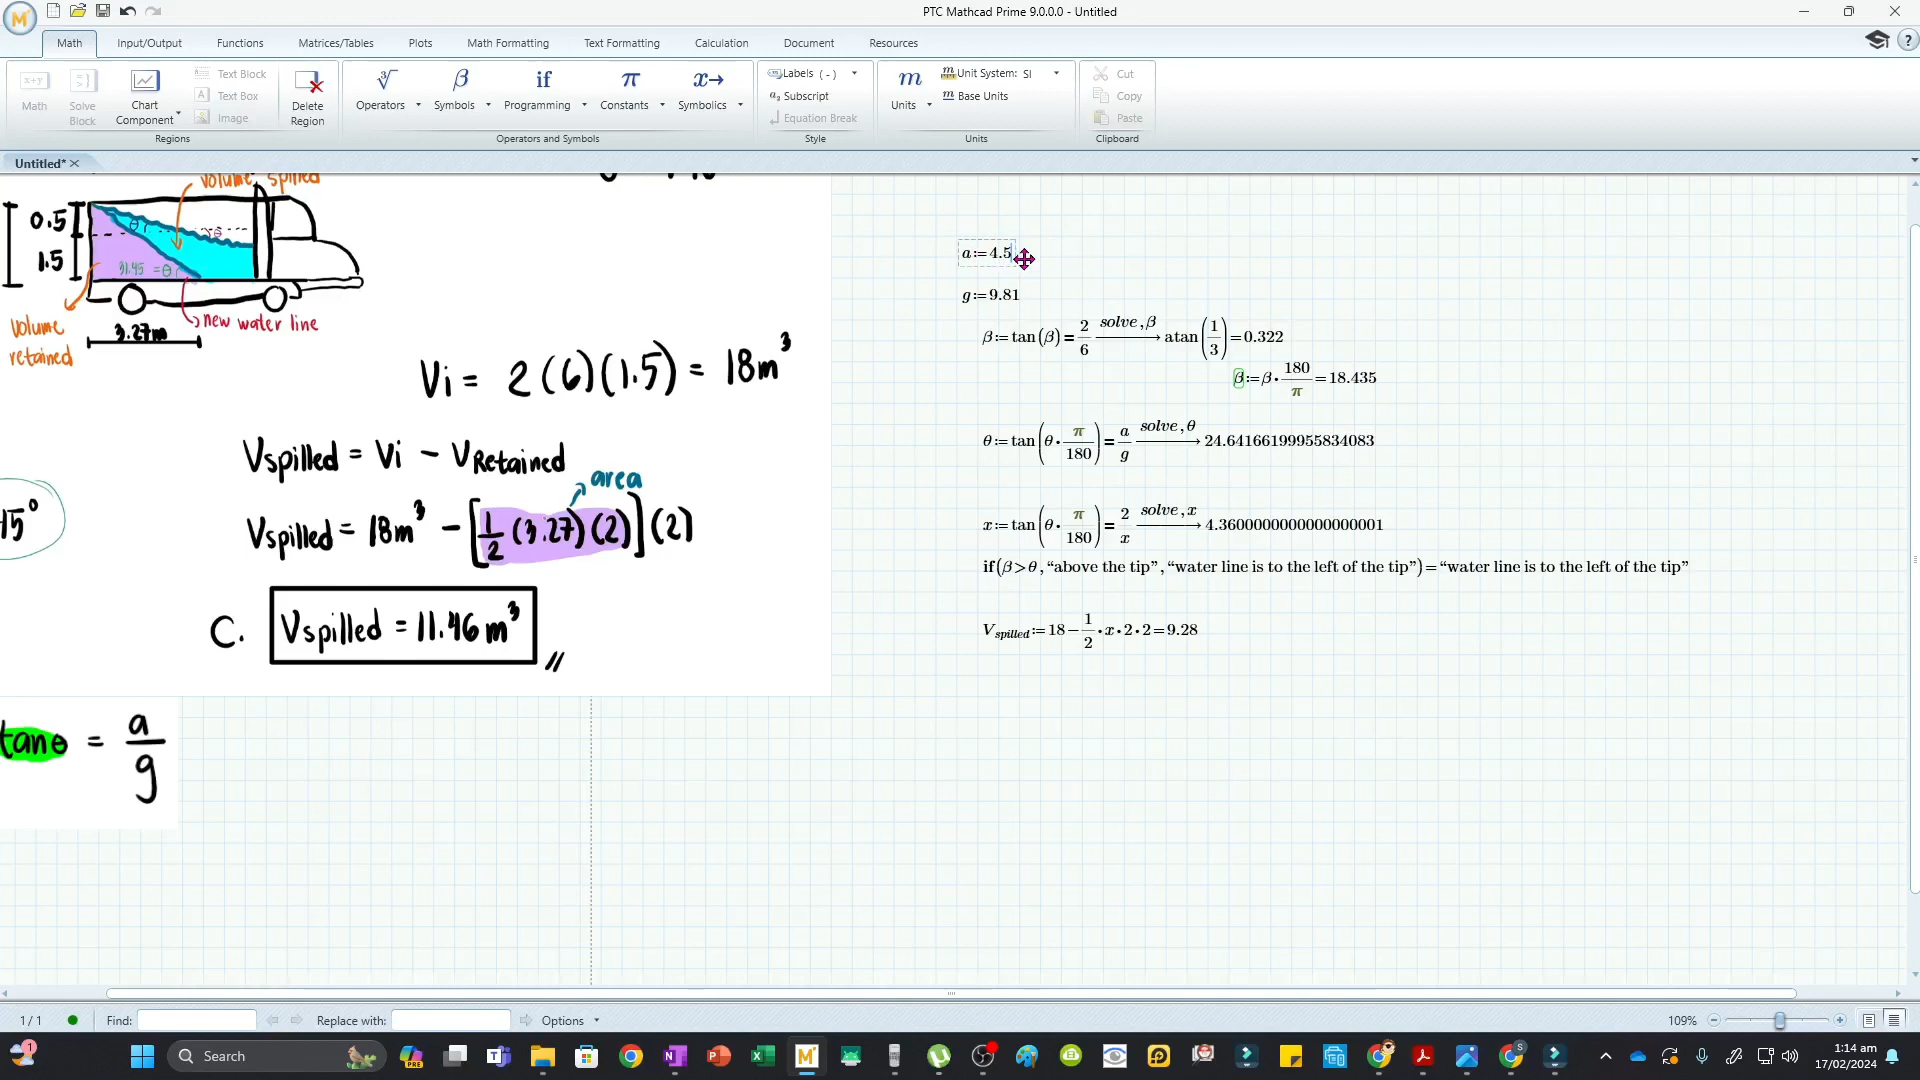 PTC Mathcad Prime 9.0.0.0 - Untitled
Math Input/Output Functions Matrices/Tables Plots Math Formatting Text Formatting Calculation Document Resources
Math Solve Block Chart Component Text Block Text Box Image Delete Region
Operators Symbols Programming Constants Symbolics
Labels ( - ) Subscript Equation Break
Units Unit System: SI Base Units
Cut Copy Paste
Regions Operators and Symbols Style Units Clipboard
Untitled*
volume spilled
0.5
1.5
θ
θ
31.45 = θ
volume retained
3.27m
new water line
Vi = 2(6)(1.5) = 18m³
Vspilled = Vi - VRetained
area
Vspilled = 18m³ - [1/2 (3.27)(2)](2)
45°
C. Vspilled = 11.46 m³ //
tanθ = a/g
a:=4.5
g:=9.81
β:=tan(β)=2/6 solve,β → atan(1/3)=0.322
β:=β·180/π=18.435
θ:=tan(θ·π/180)=a/g solve,θ → 24.64166199955834083
x:=tan(θ·π/180)=2/x solve,x → 4.3600000000000000001
if(β>θ,“above the tip”,“water line is to the left of the tip”)=“water line is to the left of the tip”
Vspilled:=18-1/2·x·2·2=9.28
1 / 1 Find: Replace with: Options 109%
Search
1:14 am
17/02/2024